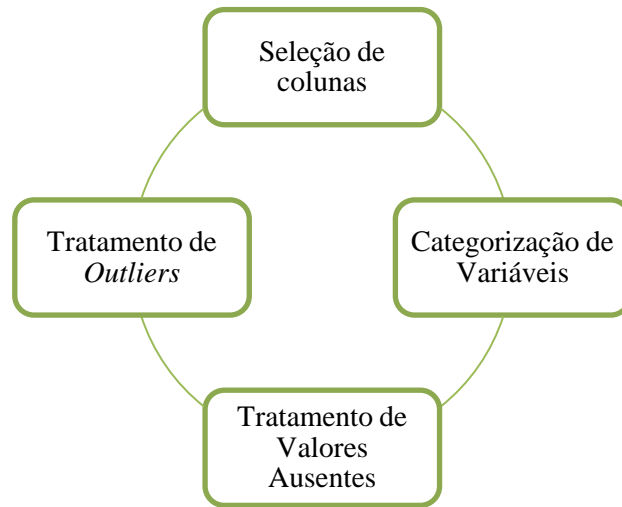 Seleção de
colunas
Tratamento de
Outliers
Categorização de
Variáveis
Tratamento de
Valores
Ausentes